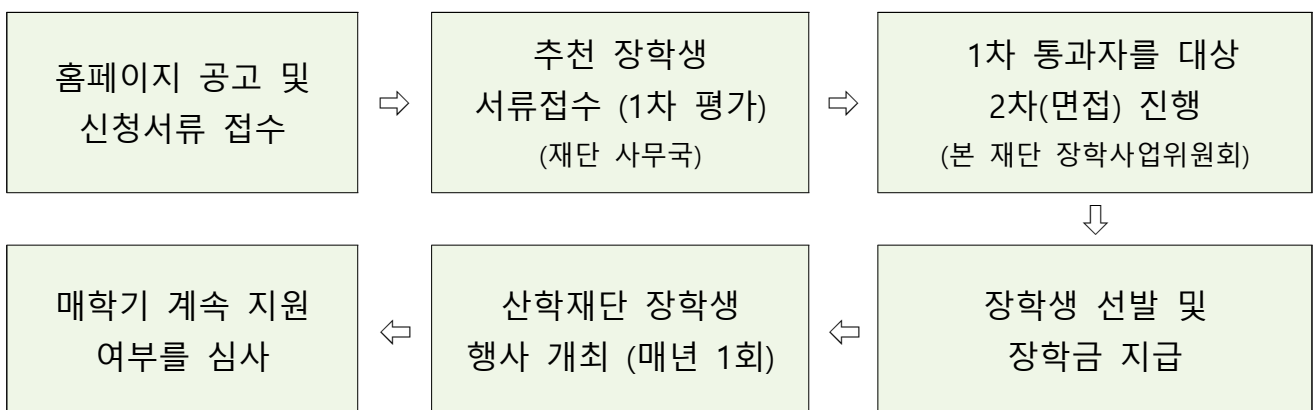 홈페이지 공고 및
신청서류 접수
⇨
추천 장학생
서류접수 (1차 평가)
(재단 사무국)
⇨
1차 통과자를 대상
2차(면접) 진행
(본 재단 장학사업위원회)
⇩
장학생 선발 및
장학금 지급
⇦
산학재단 장학생
행사 개최 (매년 1회)
⇦
매학기 계속 지원
여부를 심사